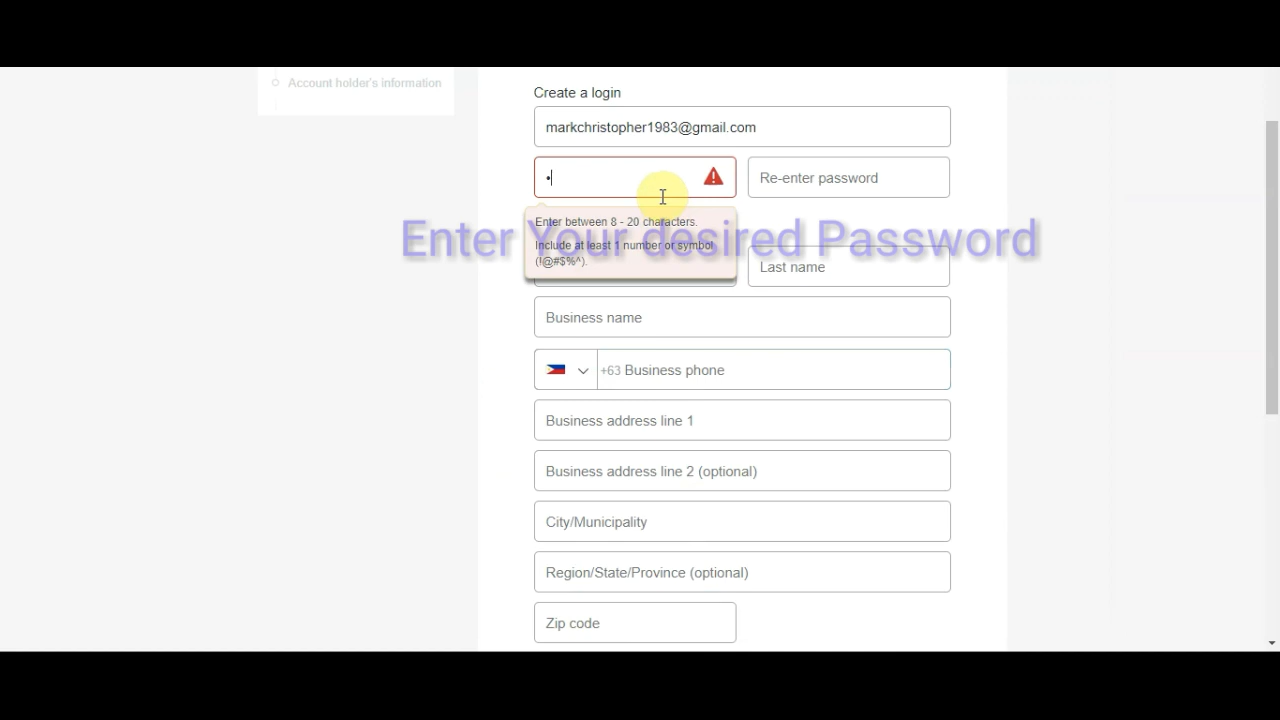 Account holder's information
Create a login
markchristopher1983@gmail.com
Re-enter password
Enter between 8 - 20 characters.
Include at least 1 number or symbol
(!@#$%^).
Enter Your desired Password
Last name
Business name
+63 Business phone
Business address line 1
Business address line 2 (optional)
City/Municipality
Region/State/Province (optional)
Zip code